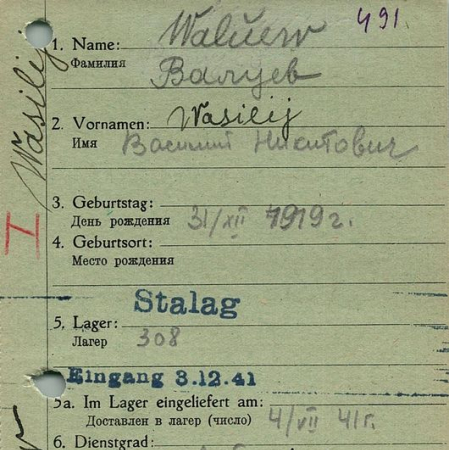 491.
1. Name: Waluew
Фамилия Валуев
2. Vornamen: Wasilij
Имя Василий Никитович
3. Geburtstag:
День рождения 31/XII 1919 г.
4. Geburtsort:
Место рождения
Stalag
5. Lager:
Лагер 308
Eingang 3.12.41
5a. Im Lager eingeliefert am:
Доставлен в лагер (число) 4/VII 41 г.
6. Dienstgrad:
Wasilij
I